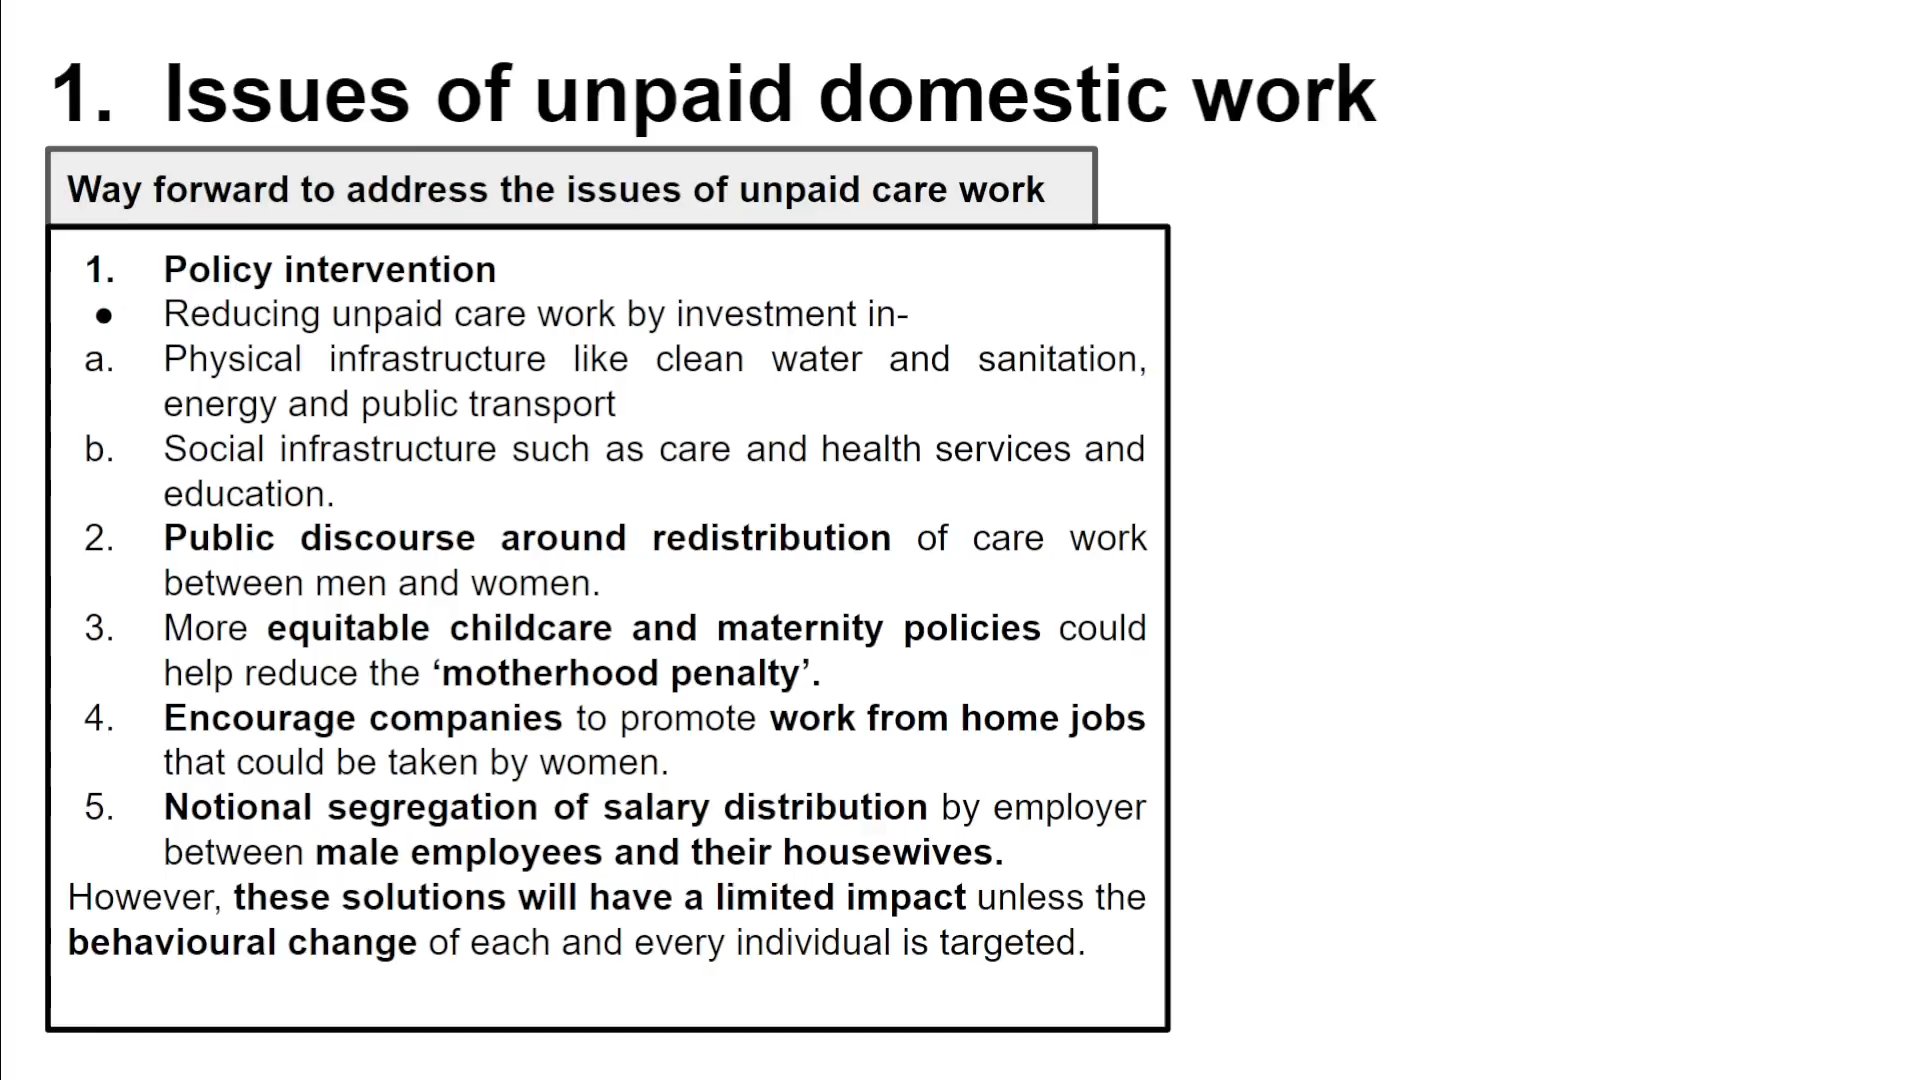 1. Issues of unpaid domestic work
Way forward to address the issues of unpaid care work
1. Policy intervention
● Reducing unpaid care work by investment in-
a. Physical infrastructure like clean water and sanitation,
energy and public transport
b. Social infrastructure such as care and health services and
education.
2. Public discourse around redistribution of care work
between men and women.
3. More equitable childcare and maternity policies could
help reduce the ‘motherhood penalty’.
4. Encourage companies to promote work from home jobs
that could be taken by women.
5. Notional segregation of salary distribution by employer
between male employees and their housewives.
However, these solutions will have a limited impact unless the
behavioural change of each and every individual is targeted.